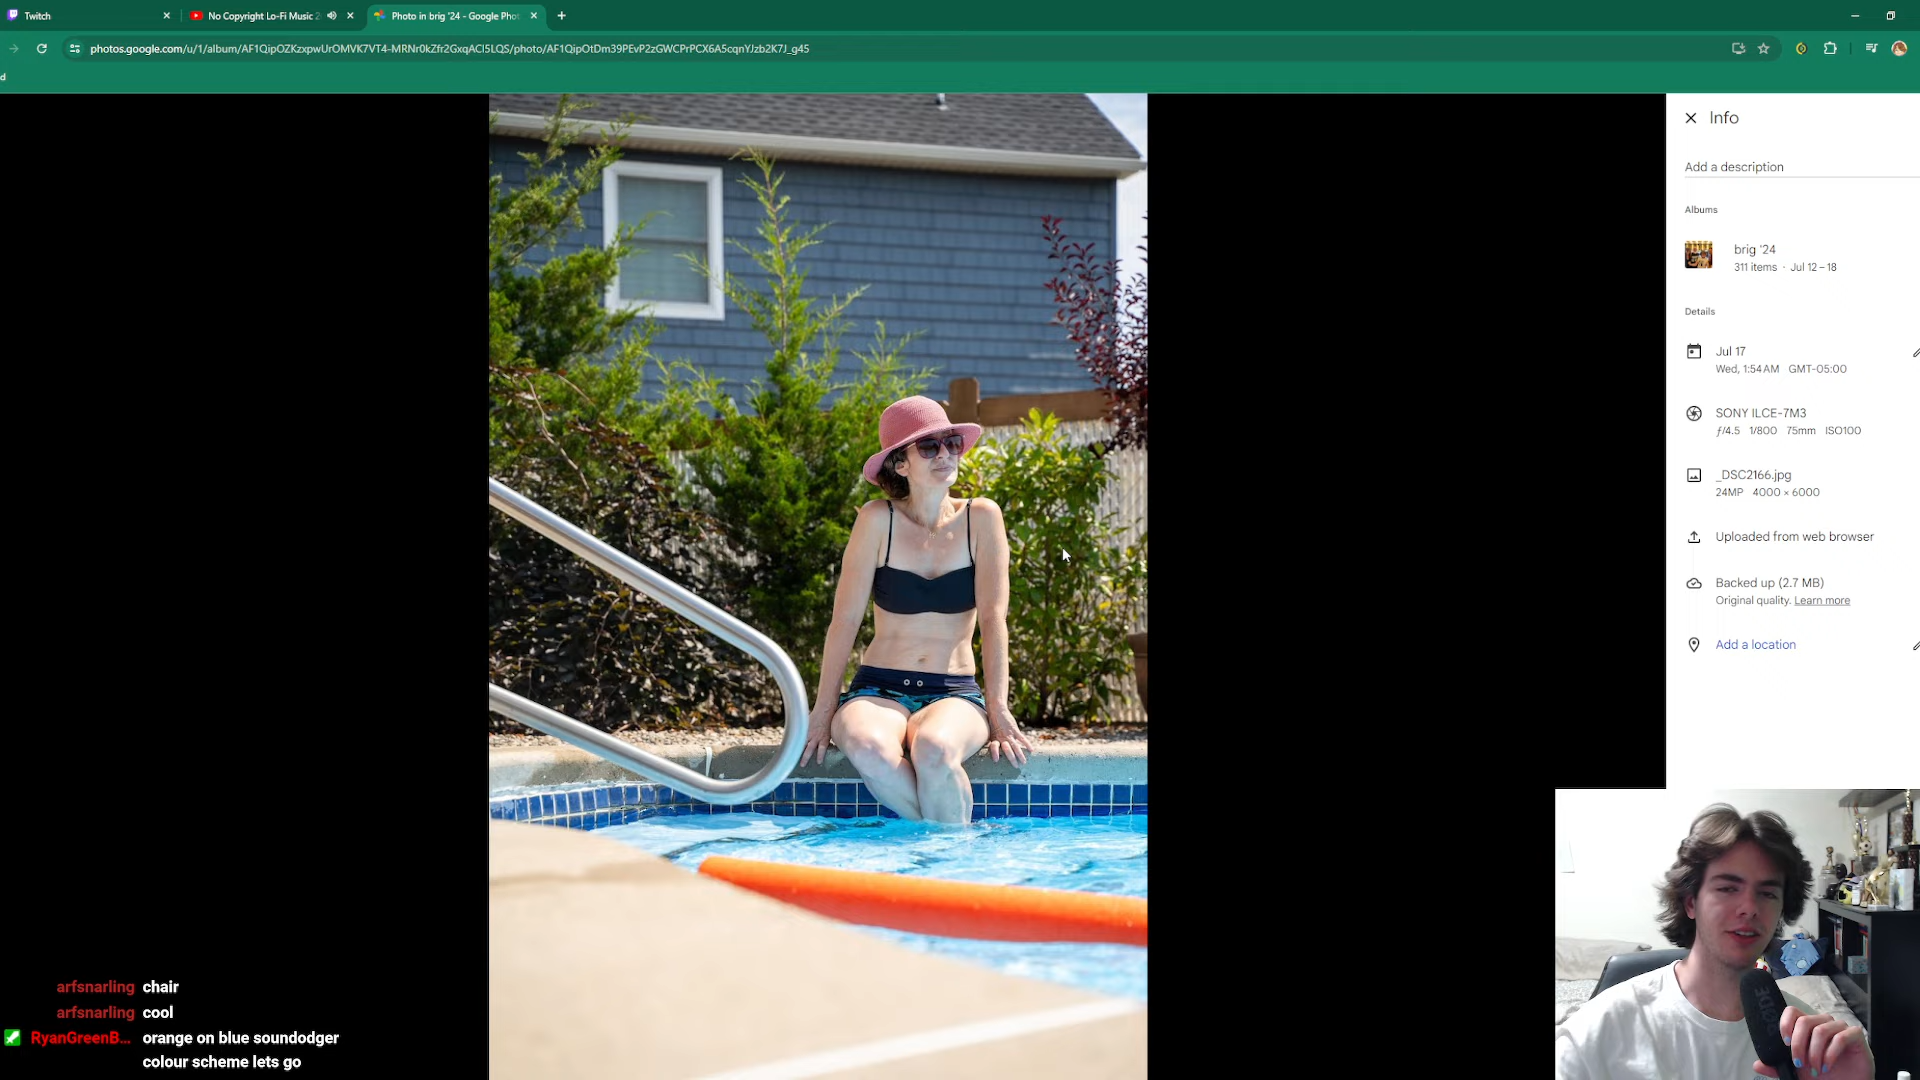 Twitch
No Copyright Lo-Fi Music 2
Photo in brig '24 - Google Phot
photos.google.com/u/1/album/AF1QipOZKzxpwUrOMVK7VT4-MRNr0kZfr2GxqACI5LQS/photo/AF1QipOtDm39PEvP2zGWCPrPCX6A5cqnYJzb2K7J_g45
d
Info
Add a description
Albums
brig '24
311 items · Jul 12 – 18
Details
Jul 17
Wed, 1:54 AM GMT-05:00
SONY ILCE-7M3
ƒ/4.5 1/800 75mm ISO100
_DSC2166.jpg
24MP 4000 × 6000
Uploaded from web browser
Backed up (2.7 MB)
Original quality. Learn more
Add a location
arfsnarling chair
arfsnarling cool
RyanGreenB... orange on blue soundodger
colour scheme lets go